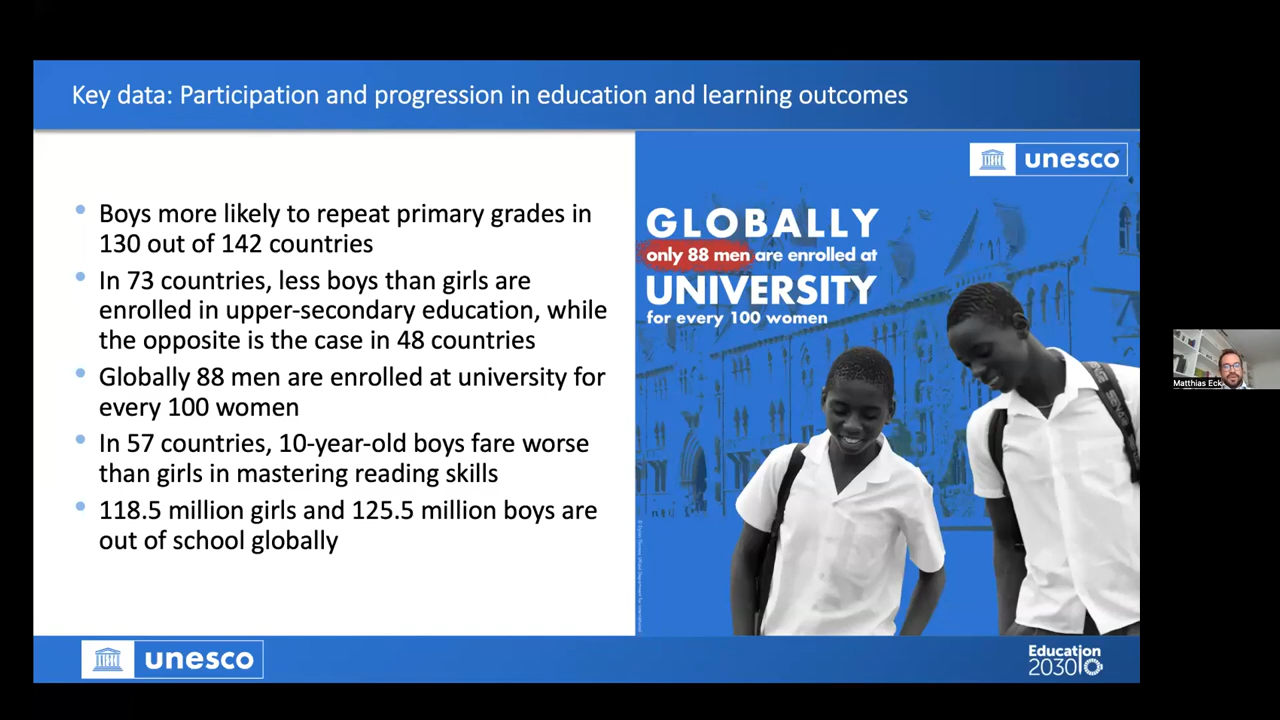 Key data: Participation and progression in education and learning outcomes
unesco
Boys more likely to repeat primary grades in
130 out of 142 countries
In 73 countries, less boys than girls are
enrolled in upper-secondary education, while
the opposite is the case in 48 countries
Globally 88 men are enrolled at university for
every 100 women
In 57 countries, 10-year-old boys fare worse
than girls in mastering reading skills
118.5 million girls and 125.5 million boys are
out of school globally
GLOBALLY
only 88 men are enrolled at
UNIVERSITY
for every 100 women
Matthias Eck
unesco
Education
2030